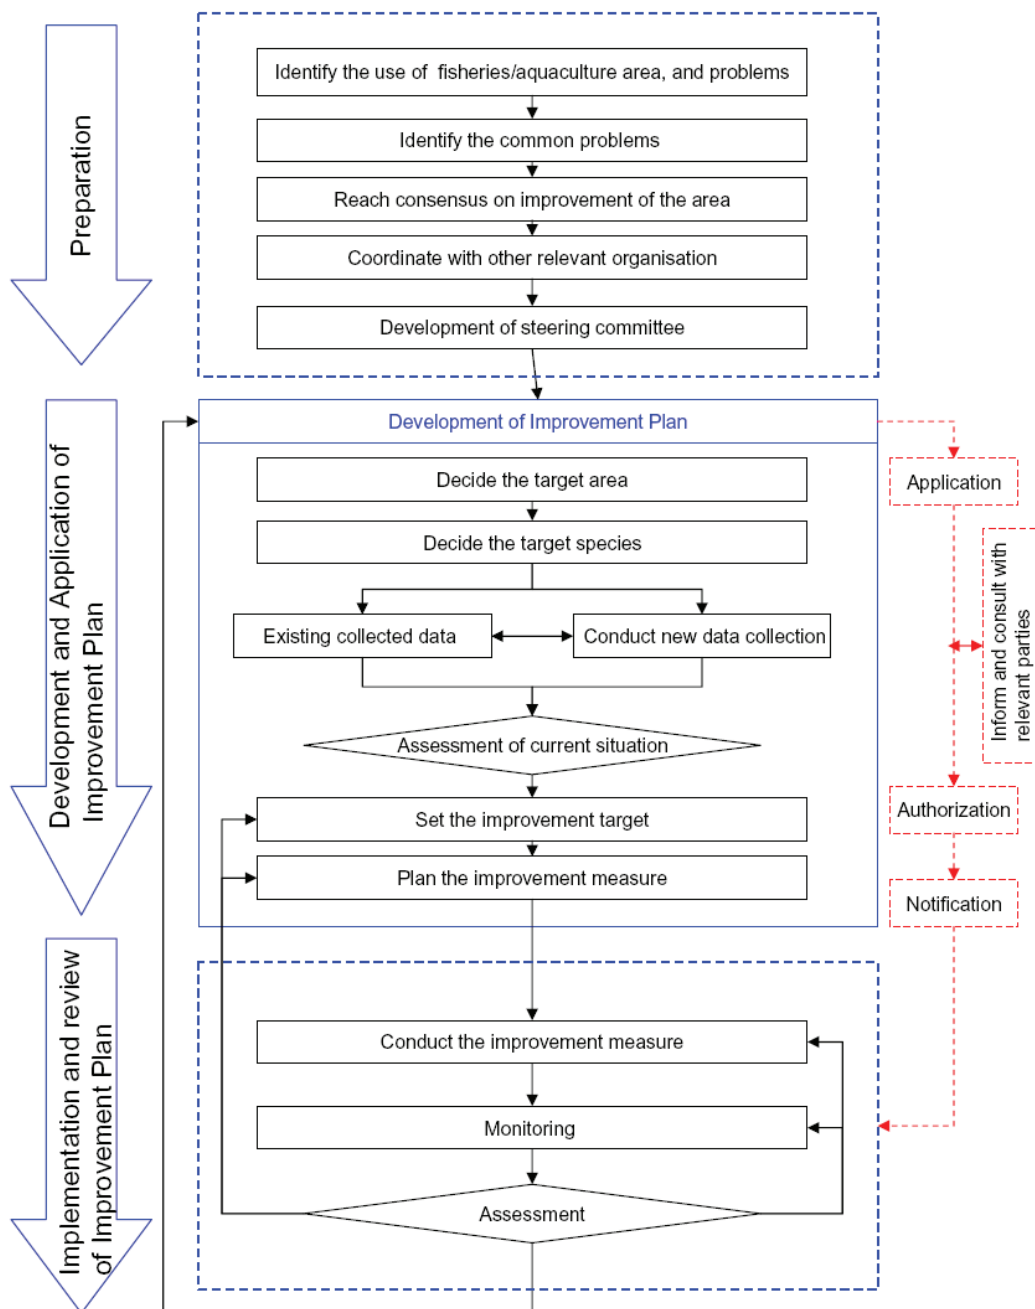 Preparation
Identify the use of  fisheries/aquaculture area, and problems
Identify the common problems
Reach consensus on improvement of the area
Coordinate with other relevant organisation
Development of steering committee
Development and Application of
Improvement Plan
Development of Improvement Plan
Decide the target area
Decide the target species
Existing collected data
Conduct new data collection
Assessment of current situation
Set the improvement target
Plan the improvement measure
Application
Inform and consult with
relevant parties
Authorization
Notification
Implementation and review
of Improvement Plan
Conduct the improvement measure
Monitoring
Assessment